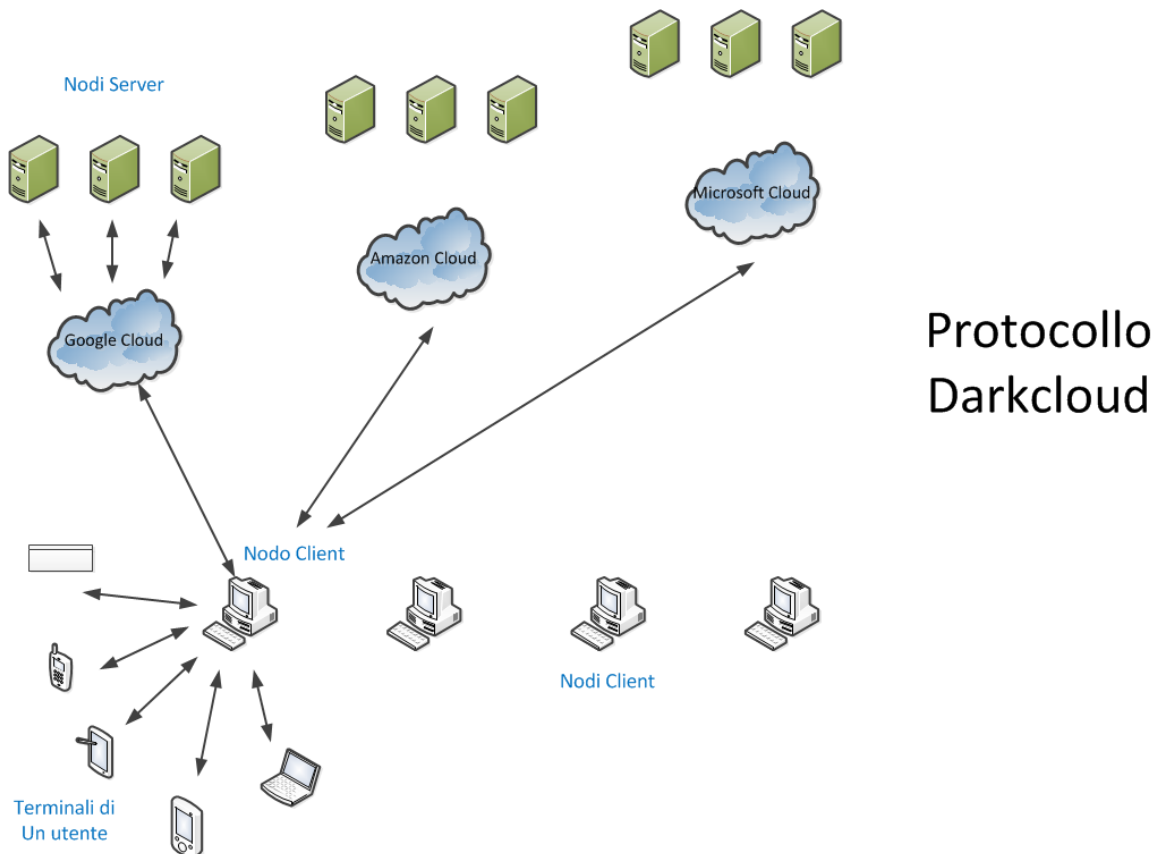 Nodi Server
Microsoft Cloud
Amazon Cloud
Google Cloud
Protocollo
Darkcloud
Nodo Client
Nodi Client
Terminali di
Un utente